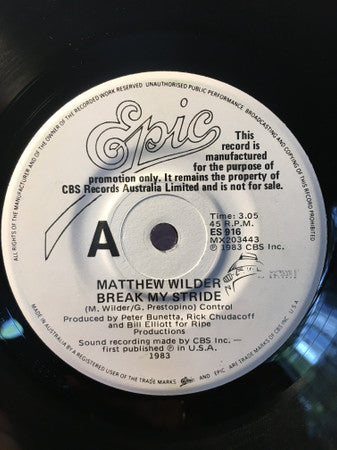 ALL RIGHTS OF THE MANUFACTURER AND OF THE OWNER OF THE RECORDED WORK RESERVED. UNAUTHORISED PUBLIC PERFORMANCE, BROADCASTING AND COPYING OF THIS RECORD PROHIBITED
Epic
This
record is
manufactured
for the purpose of
promotion only. It remains the property of
CBS Records Australia Limited and is not for sale.
A
Time: 3.05
45 R.P.M.
ES 916
MX203443
℗ 1983 CBS Inc.
MATTHEW WILDER
BREAK MY STRIDE
(M. Wilder/G. Prestopino) Control
Produced by Peter Bunetta, Rick Chudacoff
and Bill Elliott for Ripe
Productions
Sound recording made by CBS Inc. —
first published ℗ in U.S.A.
1983
MADE IN AUSTRALIA BY A REGISTERED USER OF THE TRADE MARKS Epic AND EPIC ARE TRADE MARKS OF CBS INC. U.S.A.